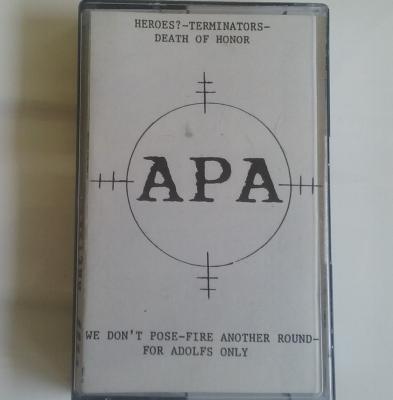 HEROES?-TERMINATORS-
DEATH OF HONOR
APA
WE DON'T POSE-FIRE ANOTHER ROUND-
FOR ADOLFS ONLY